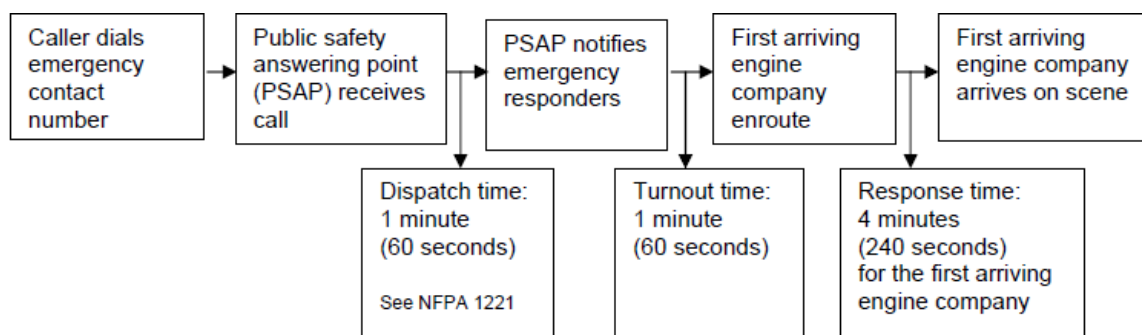 Caller dials
emergency
contact
number
Public safety
answering point
(PSAP) receives
call
PSAP notifies
emergency
responders
First arriving
engine
company
enroute
First arriving
engine company
arrives on scene
Dispatch time:
1 minute
(60 seconds)
See NFPA 1221
Turnout time:
1 minute
(60 seconds)
Response time:
4 minutes
(240 seconds)
for the first arriving
engine company